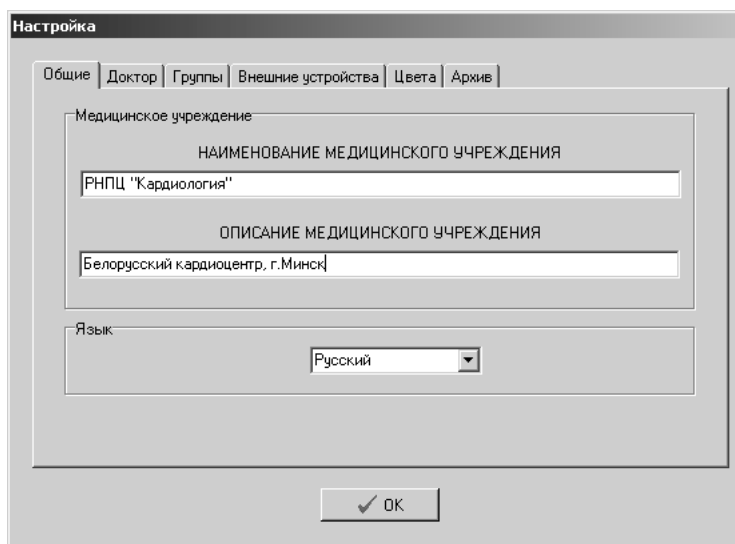 Настройка
Общие Доктор Группы Внешние устройства Цвета Архив
Медицинское учреждение
НАИМЕНОВАНИЕ МЕДИЦИНСКОГО УЧРЕЖДЕНИЯ
РНПЦ "Кардиология"
ОПИСАНИЕ МЕДИЦИНСКОГО УЧРЕЖДЕНИЯ
Белорусский кардиоцентр, г.Минск
Язык
Русский
OK